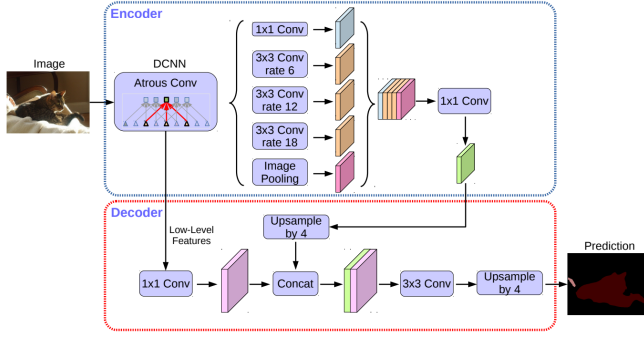 Encoder
Image
DCNN
Atrous Conv
1x1 Conv
3x3 Conv
rate 6
3x3 Conv
rate 12
3x3 Conv
rate 18
Image
Pooling
1x1 Conv
Decoder
Low-Level
Features
Upsample
by 4
1x1 Conv
Concat
3x3 Conv
Upsample
by 4
Prediction